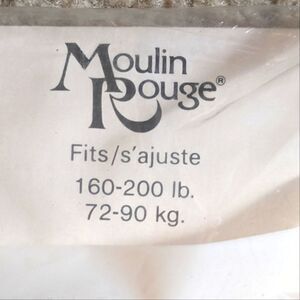 Moulin
Rouge®
Fits/s'ajuste
160-200 lb.
72-90 kg.